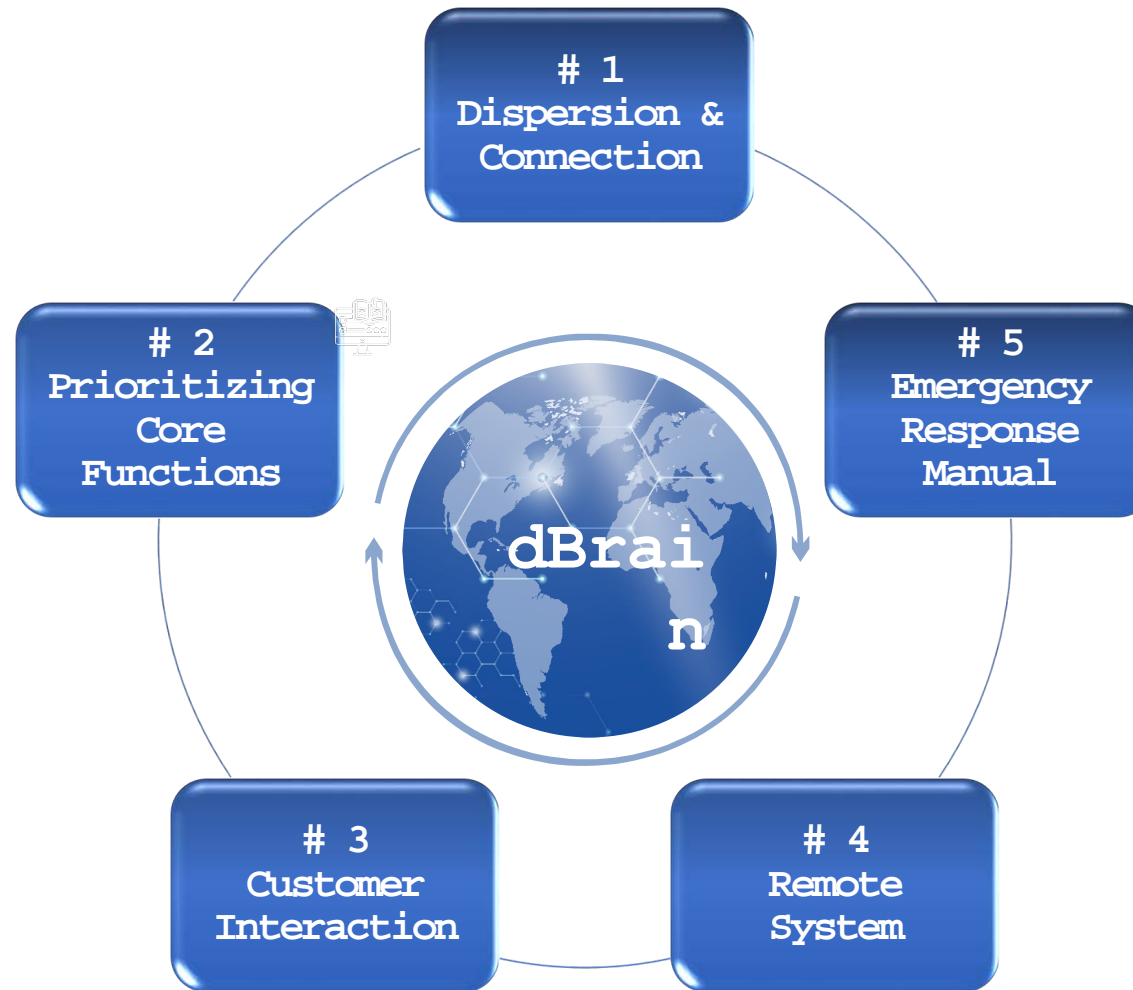 # 1
Dispersion &
Connection
# 2
Prioritizing
Core
Functions
# 5
Emergency
Response
Manual
dBrai
n
# 3
Customer
Interaction
# 4
Remote
System